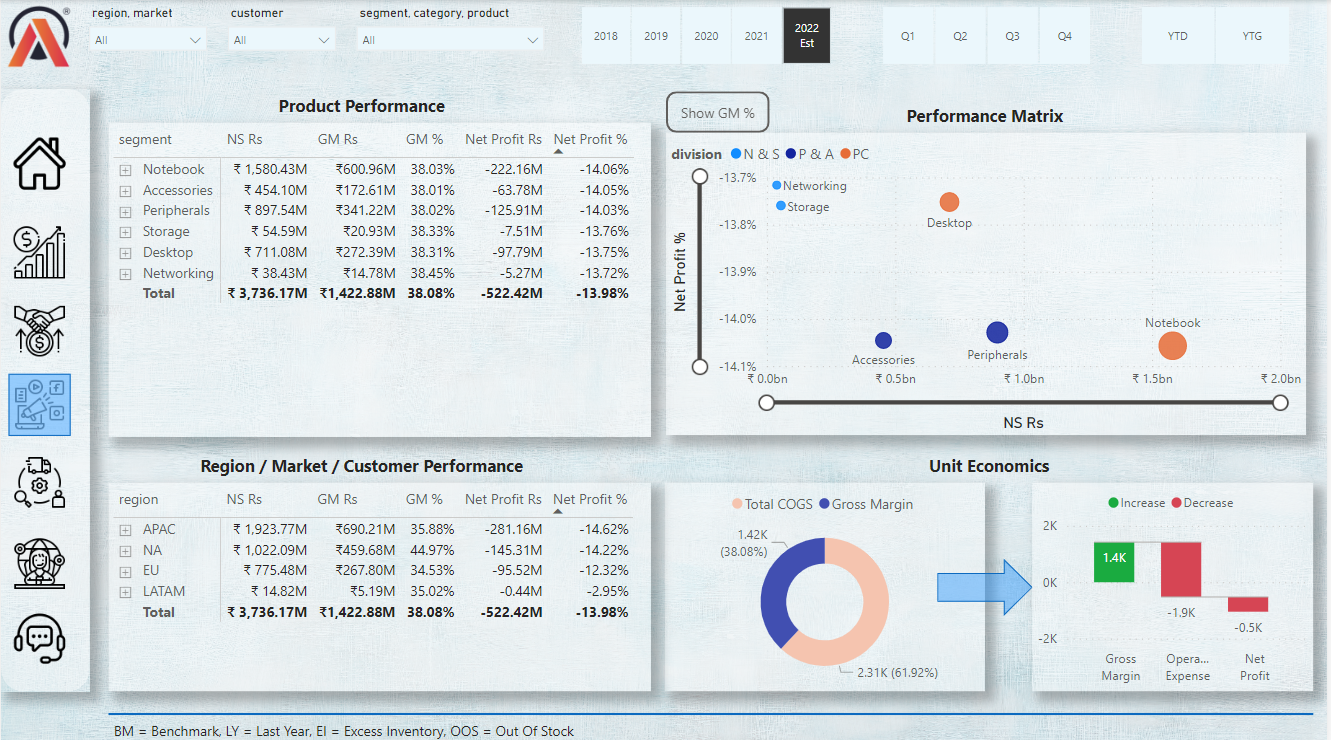 region, market
customer
segment, category, product
All
All
All
2018
2019
2020
2021
2022
Est
Q1
Q2
Q3
Q4
YTD
YTG
Product Performance
segment NS Rs GM Rs GM % Net Profit Rs Net Profit %
Notebook ₹ 1,580.43M ₹600.96M 38.03% -222.16M -14.06%
Accessories ₹ 454.10M ₹172.61M 38.01% -63.78M -14.05%
Peripherals ₹ 897.54M ₹341.22M 38.02% -125.91M -14.03%
Storage ₹ 54.59M ₹20.93M 38.33% -7.51M -13.76%
Desktop ₹ 711.08M ₹272.39M 38.31% -97.79M -13.75%
Networking ₹ 38.43M ₹14.78M 38.45% -5.27M -13.72%
Total ₹ 3,736.17M ₹1,422.88M 38.08% -522.42M -13.98%
Show GM %
Performance Matrix
division N & S P & A PC
-13.7%
-13.8%
-13.9%
-14.0%
-14.1%
Net Profit %
Networking
Storage
Desktop
Notebook
Accessories
Peripherals
₹ 0.0bn
₹ 0.5bn
₹ 1.0bn
₹ 1.5bn
₹ 2.0bn
NS Rs
Region / Market / Customer Performance
region NS Rs GM Rs GM % Net Profit Rs Net Profit %
APAC ₹ 1,923.77M ₹690.21M 35.88% -281.16M -14.62%
NA ₹ 1,022.09M ₹459.68M 44.97% -145.31M -14.22%
EU ₹ 775.48M ₹267.80M 34.53% -95.52M -12.32%
LATAM ₹ 14.82M ₹5.19M 35.02% -0.44M -2.95%
Total ₹ 3,736.17M ₹1,422.88M 38.08% -522.42M -13.98%
Unit Economics
Total COGS Gross Margin
1.42K
(38.08%)
2.31K (61.92%)
Increase Decrease
2K
0K
-2K
1.4K
-1.9K
-0.5K
Gross
Margin
Opera...
Expense
Net
Profit
BM = Benchmark, LY = Last Year, EI = Excess Inventory, OOS = Out Of Stock